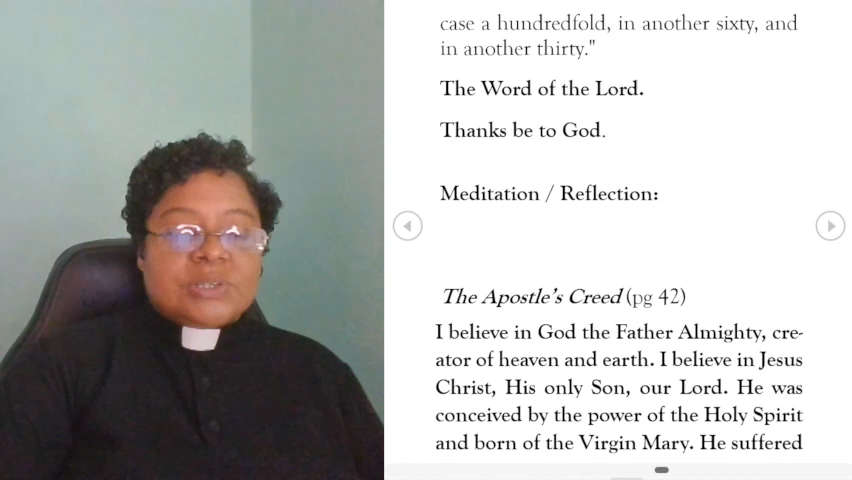 case a hundredfold, in another sixty, and
in another thirty."
The Word of the Lord.
Thanks be to God.
Meditation / Reflection:
The Apostle's Creed (pg 42)
I believe in God the Father Almighty, cre-
ator of heaven and earth. I believe in Jesus
Christ, His only Son, our Lord. He was
conceived by the power of the Holy Spirit
and born of the Virgin Mary. He suffered